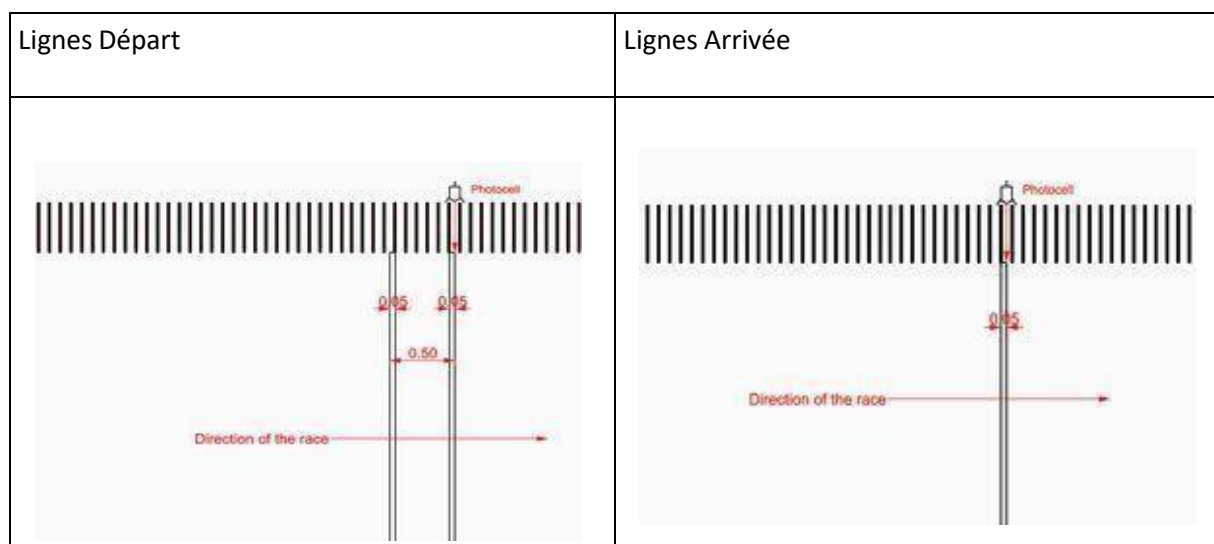 Lignes Départ
Lignes Arrivée
Photocell
0.05 0.05
0.50
Direction of the race
Photocell
0.05
Direction of the race